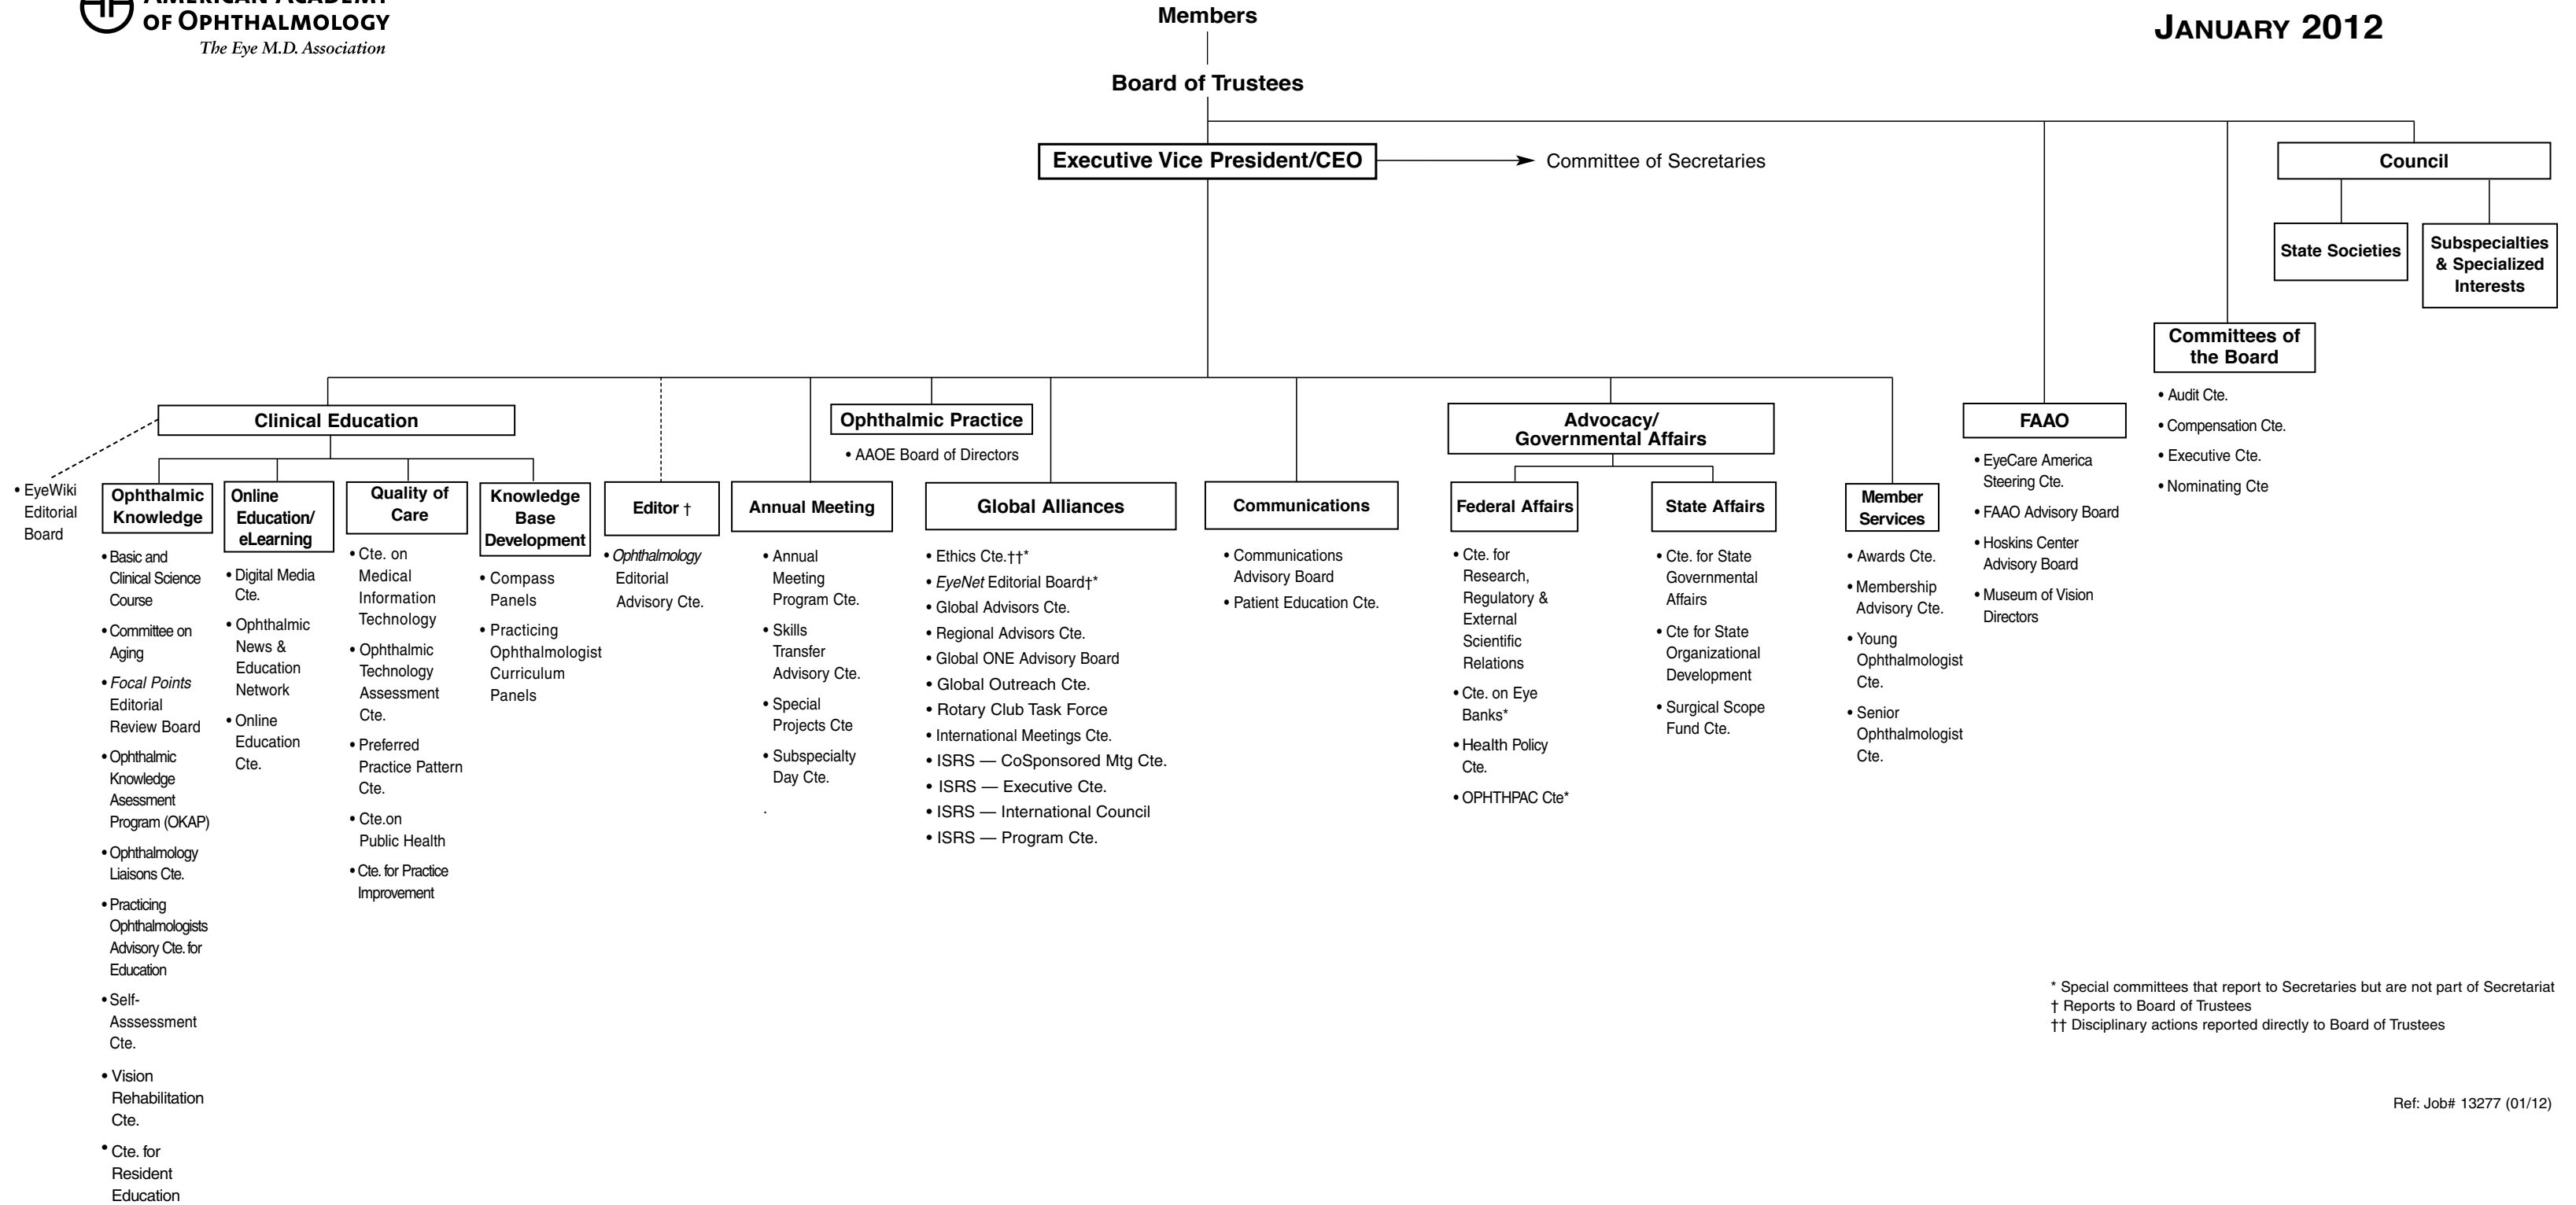 AMERICAN ACADEMY
OF OPHTHALMOLOGY
The Eye M.D. Association
JANUARY 2012
Members
Board of Trustees
Executive Vice President/CEO
Committee of Secretaries
Council
State Societies
Subspecialties
& Specialized
Interests
Committees of
the Board
• Audit Cte.
• Compensation Cte.
• Executive Cte.
• Nominating Cte
FAAO
• EyeCare America
Steering Cte.
• FAAO Advisory Board
• Hoskins Center
Advisory Board
• Museum of Vision
Directors
Clinical Education
• EyeWiki
Editorial
Board
Ophthalmic
Knowledge
• Basic and
Clinical Science
Course
• Committee on
Aging
• Focal Points
Editorial
Review Board
• Ophthalmic
Knowledge
Asessment
Program (OKAP)
• Ophthalmology
Liaisons Cte.
• Practicing
Ophthalmologists
Advisory Cte. for
Education
• Self-
Asssessment
Cte.
• Vision
Rehabilitation
Cte.
• Cte. for
Resident
Education
Online
Education/
eLearning
• Digital Media
Cte.
• Ophthalmic
News &
Education
Network
• Online
Education
Cte.
Quality of
Care
• Cte. on
Medical
Information
Technology
• Ophthalmic
Technology
Assessment
Cte.
• Preferred
Practice Pattern
Cte.
• Cte.on
Public Health
• Cte. for Practice
Improvement
Knowledge
Base
Development
• Compass
Panels
• Practicing
Ophthalmologist
Curriculum
Panels
Editor †
• Ophthalmology
Editorial
Advisory Cte.
Annual Meeting
• Annual
Meeting
Program Cte.
• Skills
Transfer
Advisory Cte.
• Special
Projects Cte
• Subspecialty
Day Cte.
.
Ophthalmic Practice
• AAOE Board of Directors
Global Alliances
• Ethics Cte.††*
• EyeNet Editorial Board†*
• Global Advisors Cte.
• Regional Advisors Cte.
• Global ONE Advisory Board
• Global Outreach Cte.
• Rotary Club Task Force
• International Meetings Cte.
• ISRS — CoSponsored Mtg Cte.
• ISRS — Executive Cte.
• ISRS — International Council
• ISRS — Program Cte.
Communications
• Communications
Advisory Board
• Patient Education Cte.
Advocacy/
Governmental Affairs
Federal Affairs
• Cte. for
Research,
Regulatory &
External
Scientific
Relations
• Cte. on Eye
Banks*
• Health Policy
Cte.
• OPHTHPAC Cte*
State Affairs
• Cte. for State
Governmental
Affairs
• Cte for State
Organizational
Development
• Surgical Scope
Fund Cte.
Member
Services
• Awards Cte.
• Membership
Advisory Cte.
• Young
Ophthalmologist
Cte.
• Senior
Ophthalmologist
Cte.
* Special committees that report to Secretaries but are not part of Secretariat
† Reports to Board of Trustees
†† Disciplinary actions reported directly to Board of Trustees
Ref: Job# 13277 (01/12)